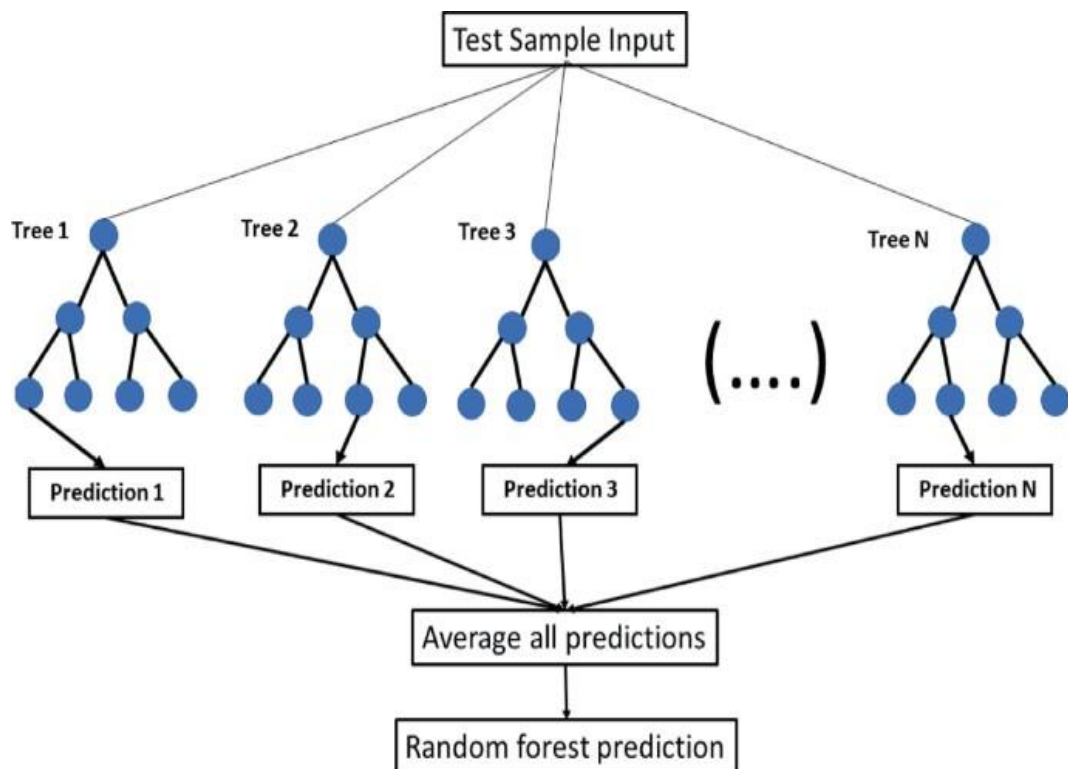 Test Sample Input
Tree 1
Tree 2
Tree 3
Tree N
(....)
Prediction 1
Prediction 2
Prediction 3
Prediction N
Average all predictions
Random forest prediction